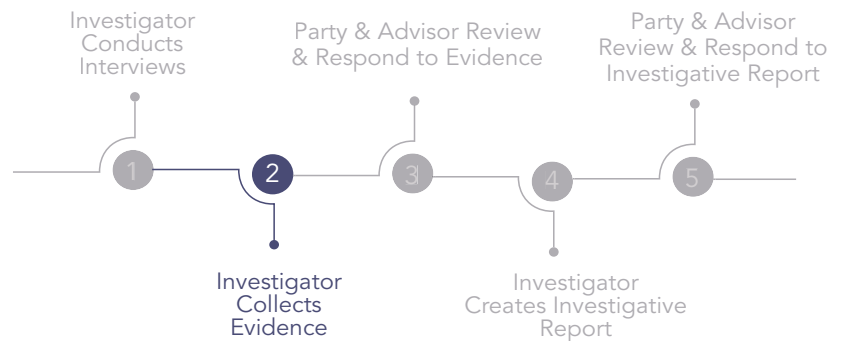 Investigator
Conducts
Interviews
Party & Advisor Review
& Respond to Evidence
Party & Advisor
Review & Respond to
Investigative Report
1
2
3
4
5
Investigator
Collects
Evidence
Investigator
Creates Investigative
Report